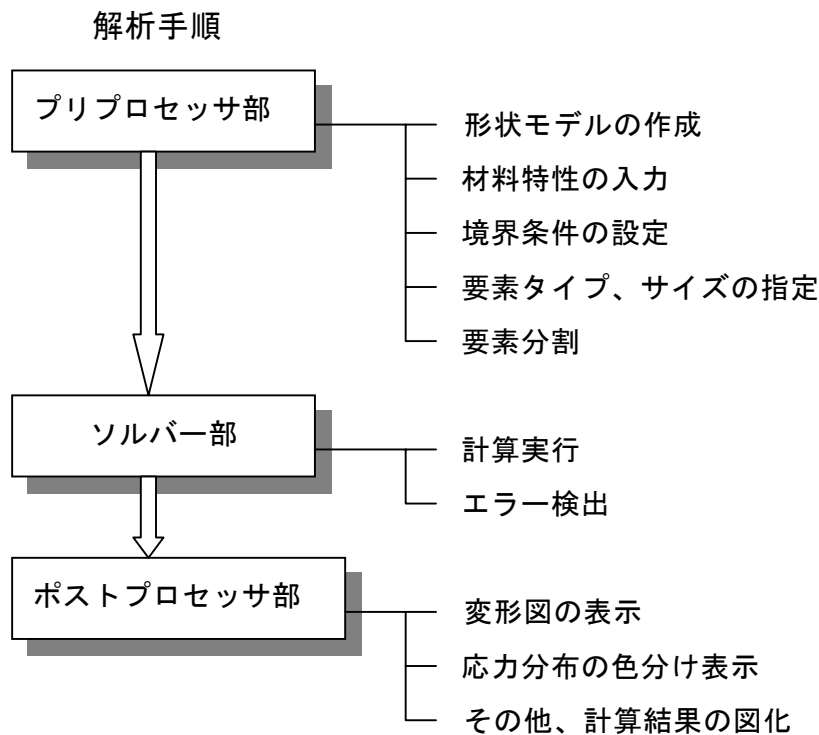 解析手順
プリプロセッサ部
形状モデルの作成
材料特性の入力
境界条件の設定
要素タイプ、サイズの指定
要素分割
ソルバー部
計算実行
エラー検出
ポストプロセッサ部
変形図の表示
応力分布の色分け表示
その他、計算結果の図化